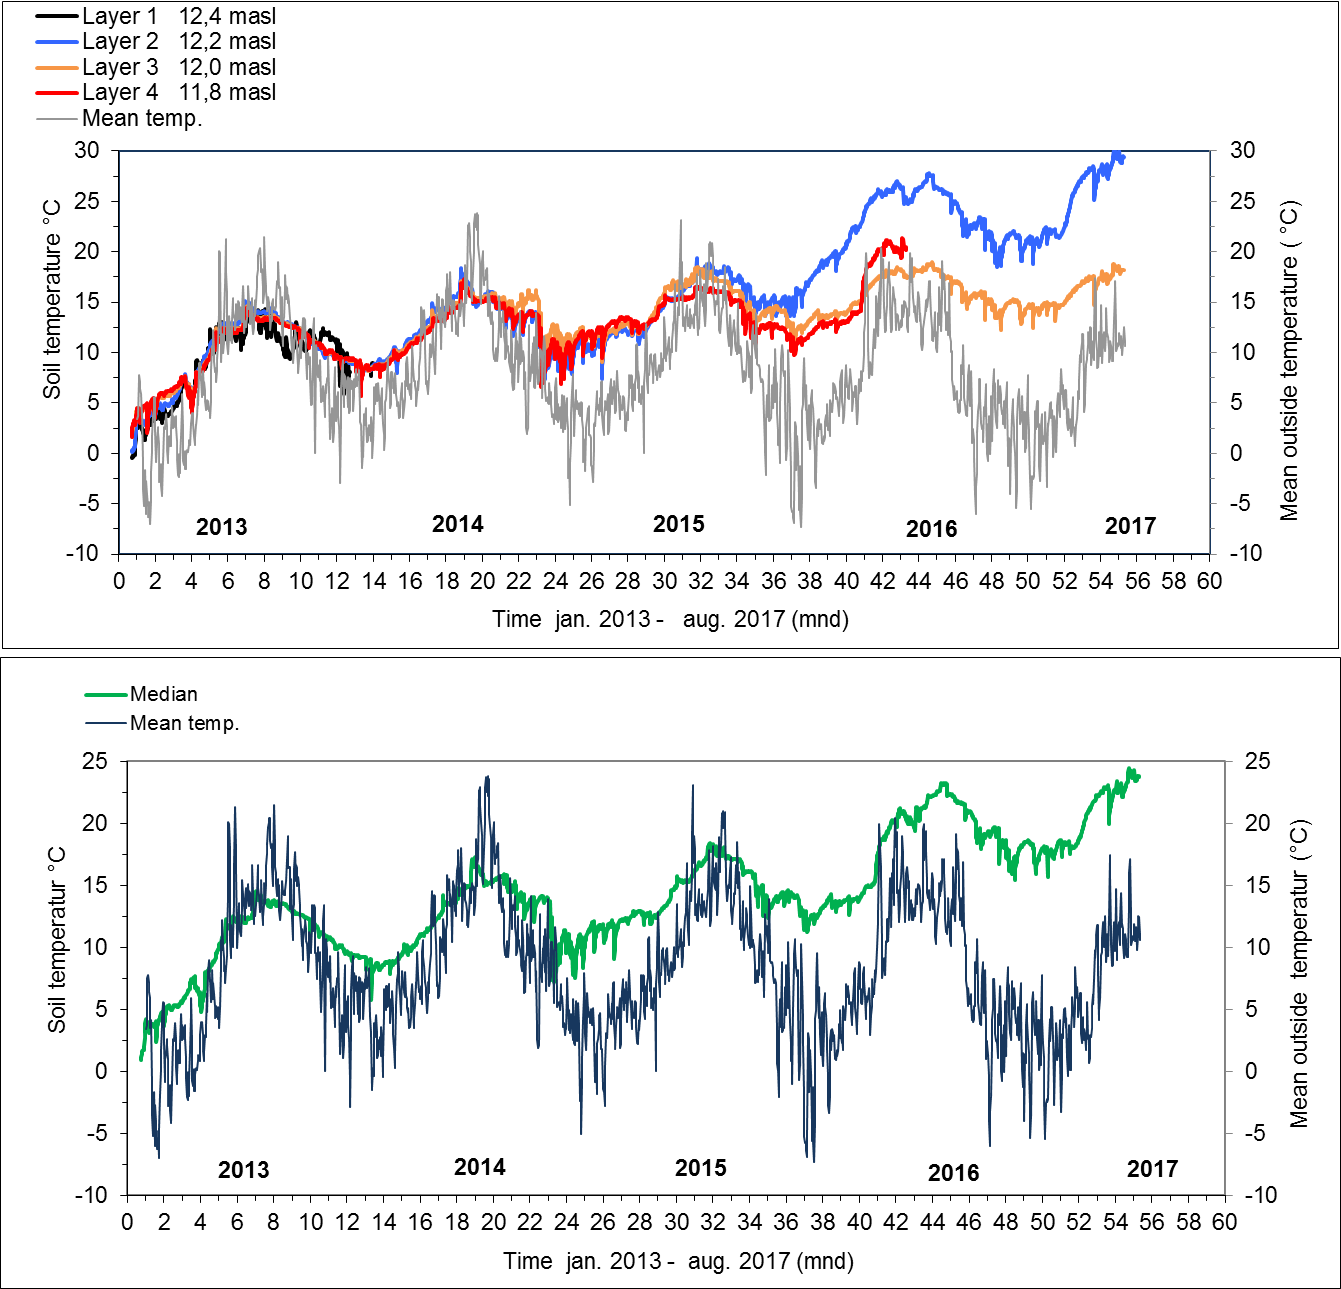 Layer 1 12,4 masl
Layer 2 12,2 masl
Layer 3 12,0 masl
Layer 4 11,8 masl
Mean temp.
30 30
25 25
20 20
15 15
10 10
5 5
0 0
-5 -5
-10 -10
Soil temperature °C
Mean outside temperature ( °C)
2013 2014 2015 2016 2017
0 2 4 6 8 10 12 14 16 18 20 22 24 26 28 30 32 34 36 38 40 42 44 46 48 50 52 54 56 58 60
Time jan. 2013 - aug. 2017 (mnd)
Median
Mean temp.
25 25
20 20
15 15
10 10
5 5
0 0
-5 -5
-10 -10
Soil temperatur °C
Mean outside temperatur (°C)
2013 2014 2015 2016 2017
0 2 4 6 8 10 12 14 16 18 20 22 24 26 28 30 32 34 36 38 40 42 44 46 48 50 52 54 56 58 60
Time jan. 2013 - aug. 2017 (mnd)